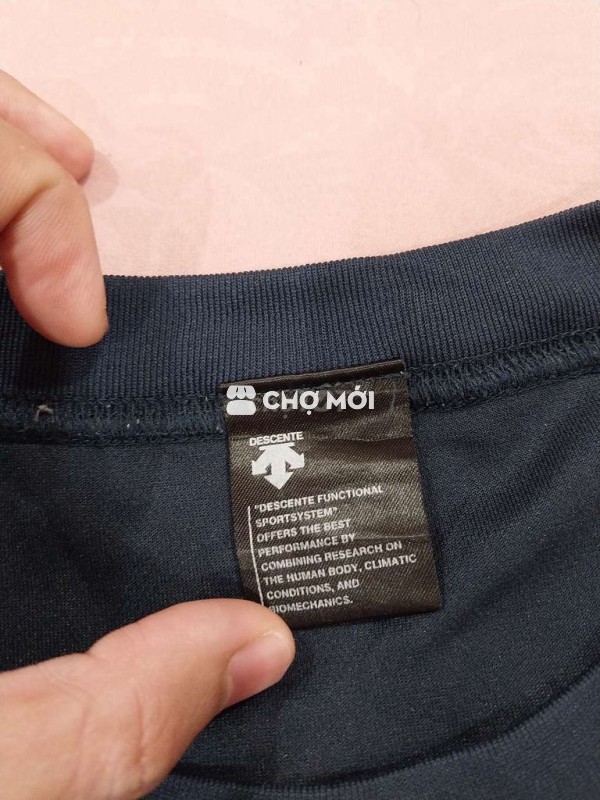 CHỢ MỚI
DESCENTE
"DESCENTE FUNCTIONAL
SPORTSYSTEM"
OFFERS THE BEST
PERFORMANCE BY
COMBINING RESEARCH ON
THE HUMAN BODY, CLIMATIC
CONDITIONS, AND
BIOMECHANICS.